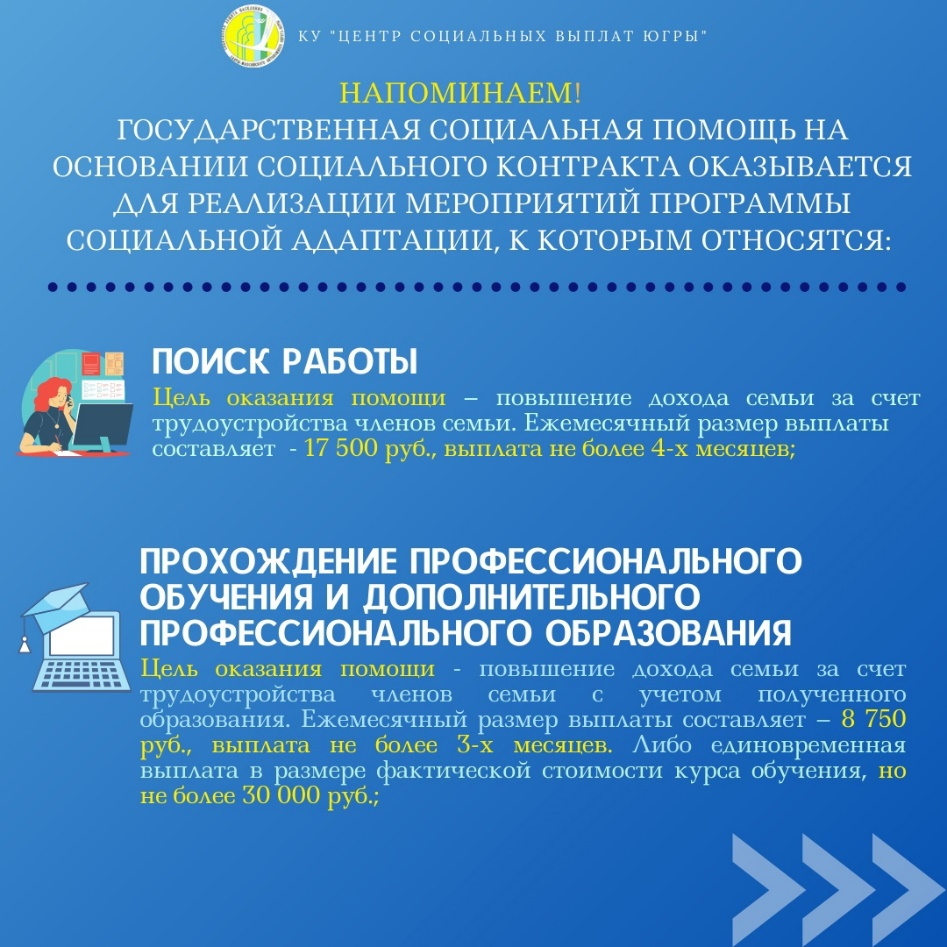 КУ "ЦЕНТР СОЦИАЛЬНЫХ ВЫПЛАТ ЮГРЫ"
НАПОМИНАЕМ!
ГОСУДАРСТВЕННАЯ СОЦИАЛЬНАЯ ПОМОЩЬ НА
ОСНОВАНИИ СОЦИАЛЬНОГО КОНТРАКТА ОКАЗЫВАЕТСЯ
ДЛЯ РЕАЛИЗАЦИИ МЕРОПРИЯТИЙ ПРОГРАММЫ
СОЦИАЛЬНОЙ АДАПТАЦИИ, К КОТОРЫМ ОТНОСЯТСЯ:
ПОИСК РАБОТЫ
Цель оказания помощи – повышение дохода семьи за счет
трудоустройства членов семьи. Ежемесячный размер выплаты
составляет - 17 500 руб., выплата не более 4-х месяцев;
ПРОХОЖДЕНИЕ ПРОФЕССИОНАЛЬНОГО
ОБУЧЕНИЯ И ДОПОЛНИТЕЛЬНОГО
ПРОФЕССИОНАЛЬНОГО ОБРАЗОВАНИЯ
Цель оказания помощи - повышение дохода семьи за счет
трудоустройства членов семьи с учетом полученного
образования. Ежемесячный размер выплаты составляет – 8 750
руб., выплата не более 3-х месяцев. Либо единовременная
выплата в размере фактической стоимости курса обучения, но
не более 30 000 руб.;